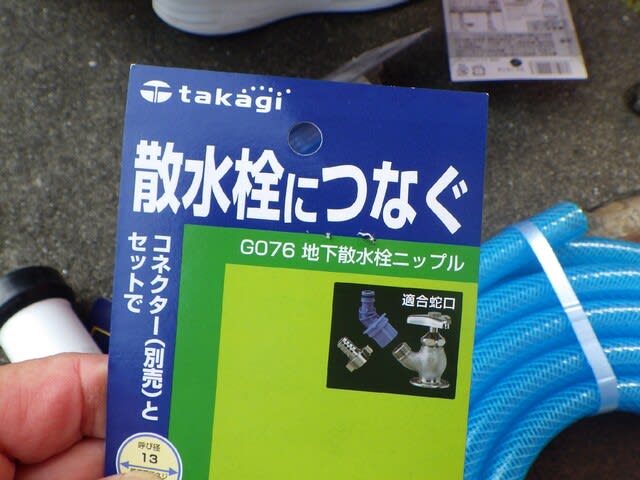 takagi
散水栓につなぐ
G076 地下散水栓ニップル
適合蛇口
コネクター(別売)と
セットで
呼び径
13